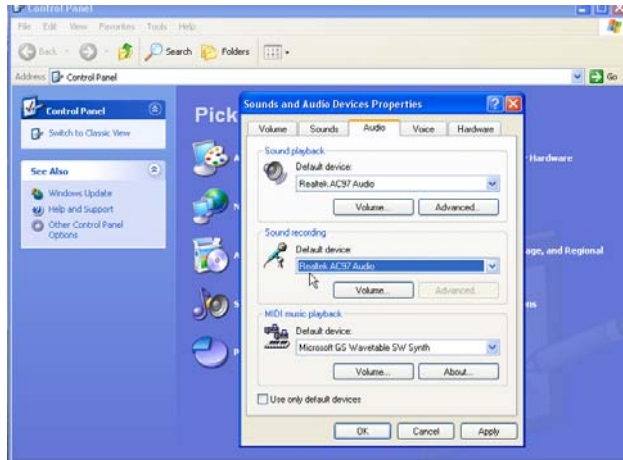 Control Panel
File Edit View Favorites Tools Help
Back Search Folders
Address Control Panel Go
Control Panel
Switch to Classic View
See Also
Windows Update
Help and Support
Other Control Panel
Options
Pick
Hardware
age, and Regional
ns
Sounds and Audio Devices Properties
Volume Sounds Audio Voice Hardware
Sound playback
Default device:
Realtek AC97 Audio
Volume... Advanced...
Sound recording
Default device:
Realtek AC97 Audio
Volume... Advanced...
MIDI music playback
Default device:
Microsoft GS Wavetable SW Synth
Volume... About...
Use only default devices
OK Cancel Apply